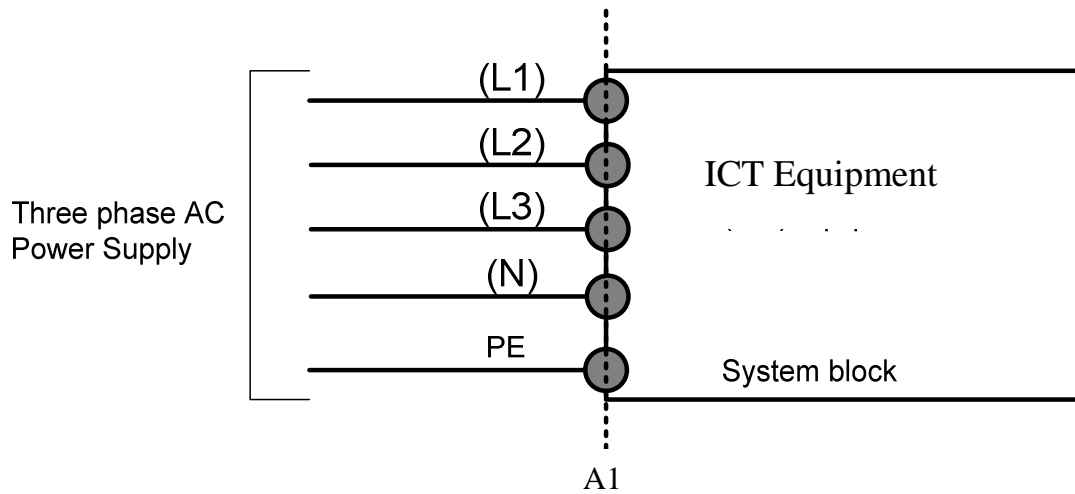 (L1)
(L2)
ICT Equipment
(L3)
Three phase AC
Power Supply
(N)
PE
System block
A1